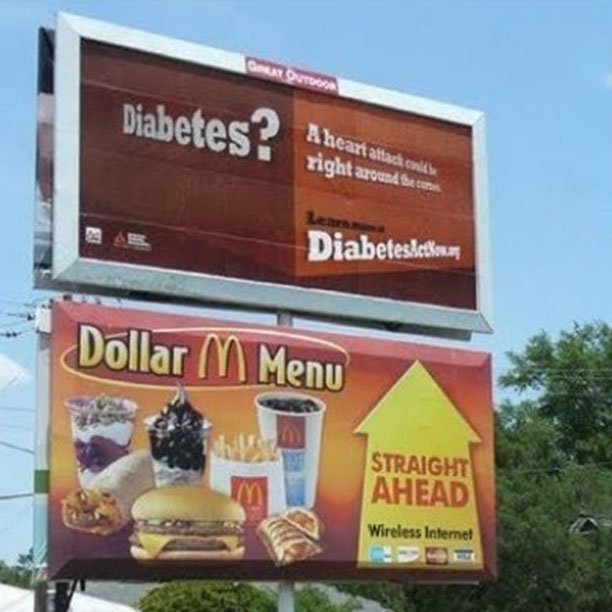 GREAT OUTDOOR
Diabetes?
A heart attack could be
right around the corner.
Learn more at
DiabetesActNow.org
Dollar M Menu
STRAIGHT
AHEAD
Wireless Internet
VISA